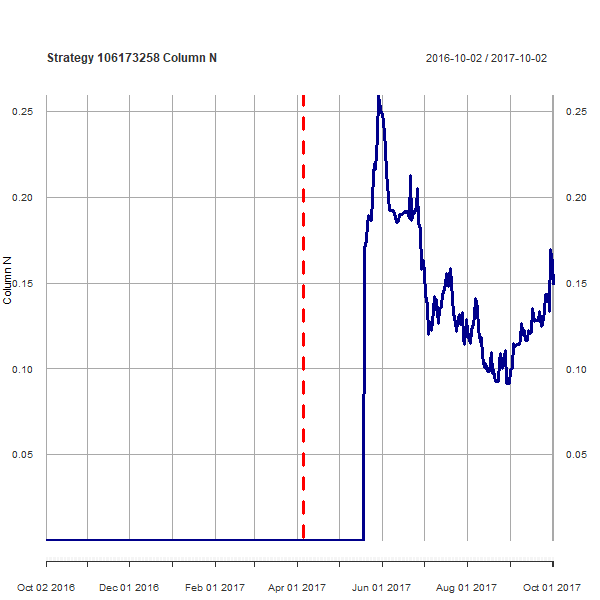 Strategy 106173258 Column N
2016-10-02 / 2017-10-02
0.25 0.25
0.20 0.20
0.15 0.15
0.10 0.10
0.05 0.05
Column N
Oct 02 2016 Dec 01 2016 Feb 01 2017 Apr 01 2017 Jun 01 2017 Aug 01 2017 Oct 01 2017